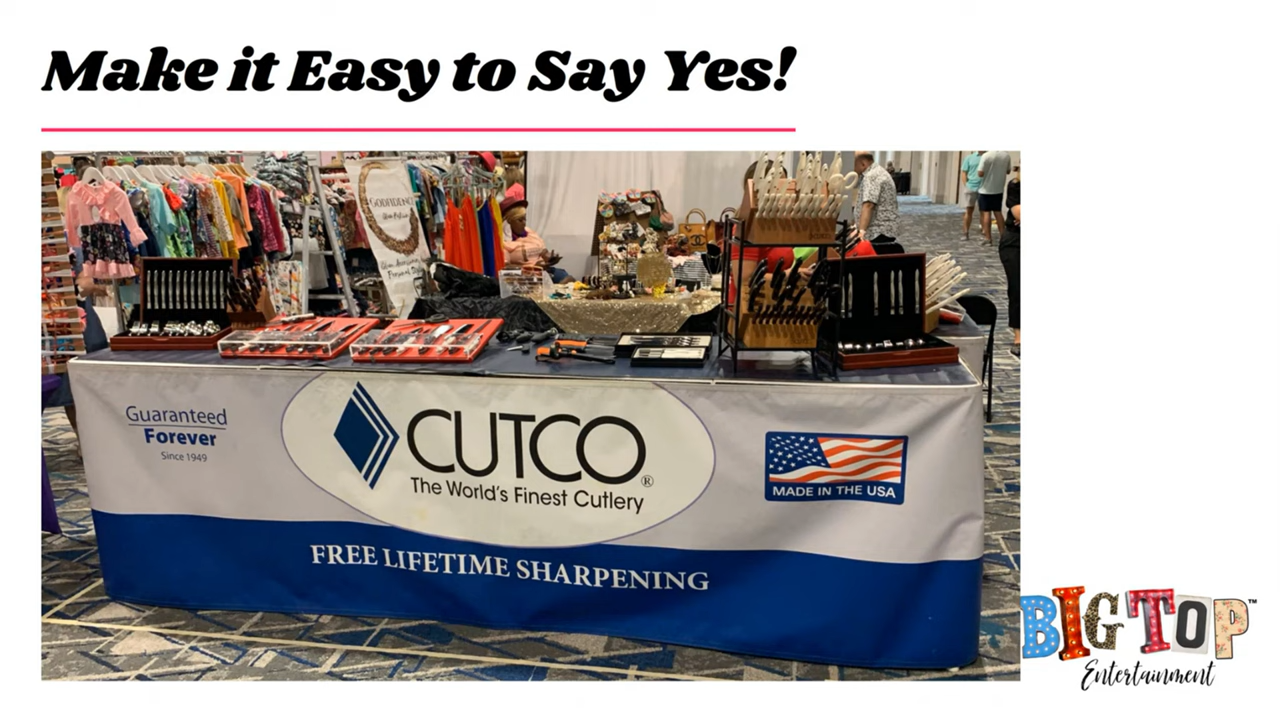 Make it Easy to Say Yes!
Guaranteed
Forever
Since 1949
CUTCO®
The World's Finest Cutlery
MADE IN THE USA
FREE LIFETIME SHARPENING
BIG TOP™
Entertainment